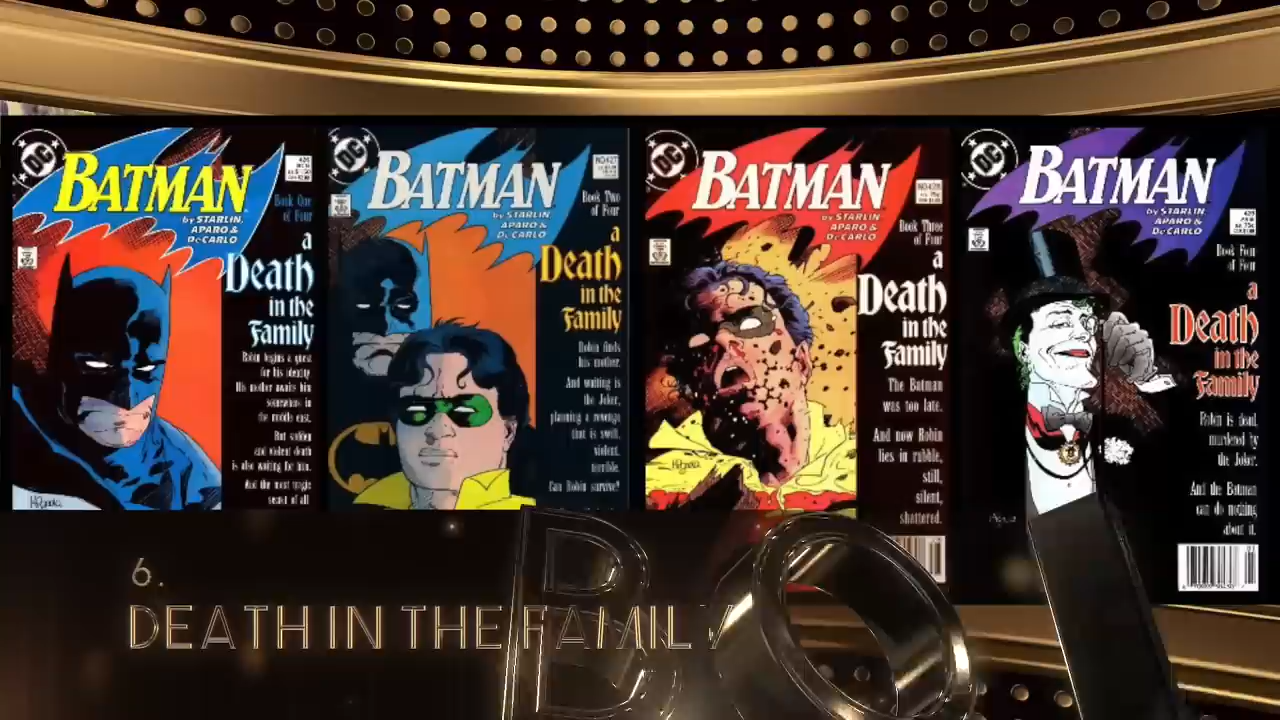 DC
BATMAN
by STARLIN,
APARO &
DeCARLO
Book One
of Four
a
Death
in the
Family
Robin begins a quest
for his identity.
His mother awaits him
somewhere in
the middle east.
But sudden
and violent death
is also waiting for him.
And the most tragic
DC
BATMAN
by STARLIN,
APARO &
DeCARLO
NO.427
Book Two
of Four
a
Death
in the
Family
Robin finds
his mother.
And waiting is
the Joker,
planning a revenge
that is swift,
violent,
terrible.
Can Robin survive?
DC
BATMAN
by STARLIN,
APARO &
DeCARLO
Book Three
of Four
a
Death
in the
Family
The Batman
was too late.
And now Robin
lies in rubble,
still,
silent,
shattered.
DC
BATMAN
by STARLIN,
APARO &
DeCARLO
Book Four
of Four
a
Death
in the
Family
Robin is dead,
murdered by
the Joker.
And the Batman
can do nothing
about it.
6.
DEATH IN THE FAMILY
BO